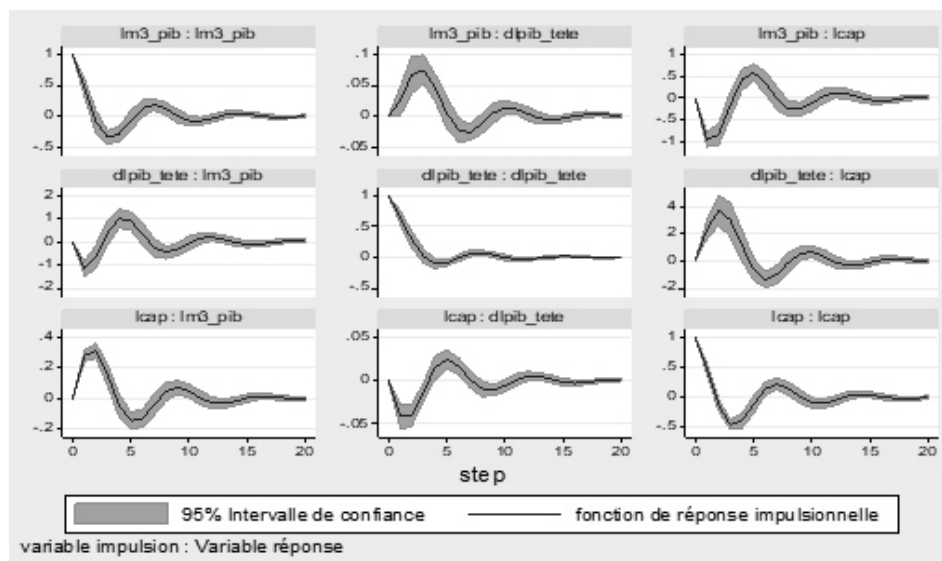 lm3_pib : lm3_pib
lm3_pib : dlpib_tete
lm3_pib : lcap
1
.5
0
-.5
.05
0
-.05
1
.5
0
-.5
-1
dlpib_tete : lm3_pib
dlpib_tete : dlpib_tete
dlpib_tete : lcap
2
1
0
-1
-2
1
.5
0
-.5
4
2
0
-2
lcap : lm3_pib
lcap : dlpib_tete
lcap : lcap
.4
.2
0
-.2
.05
0
-.05
1
.5
0
-.5
0 5 10 15 20
0 5 10 15 20
0 5 10 15 20
step
95% Intervalle de confiance
fonction de réponse impulsionnelle
variable impulsion : Variable réponse